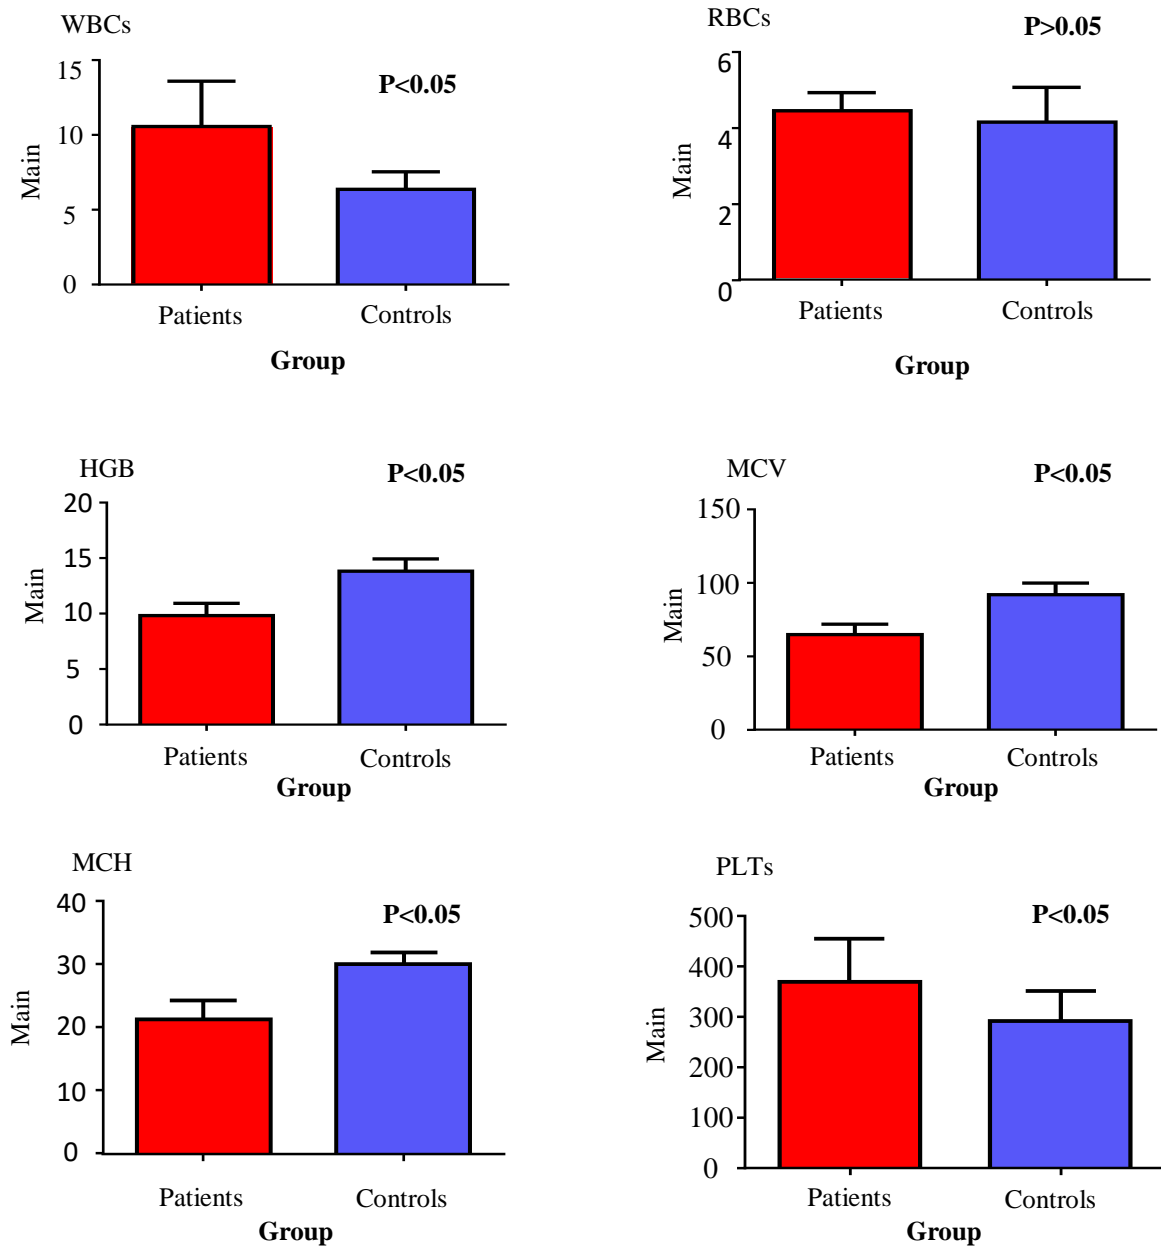 WBCs
P<0.05
15
10
5
0
Main
Patients Controls
Group
RBCs
P>0.05
6
4
2
0
Main
Patients Controls
Group
HGB
P<0.05
20
15
10
5
0
Main
Patients Controls
Group
MCV
P<0.05
150
100
50
0
Main
Patients Controls
Group
MCH
P<0.05
40
30
20
10
0
Main
Patients Controls
Group
PLTs
P<0.05
500
400
300
200
100
0
Main
Patients Controls
Group